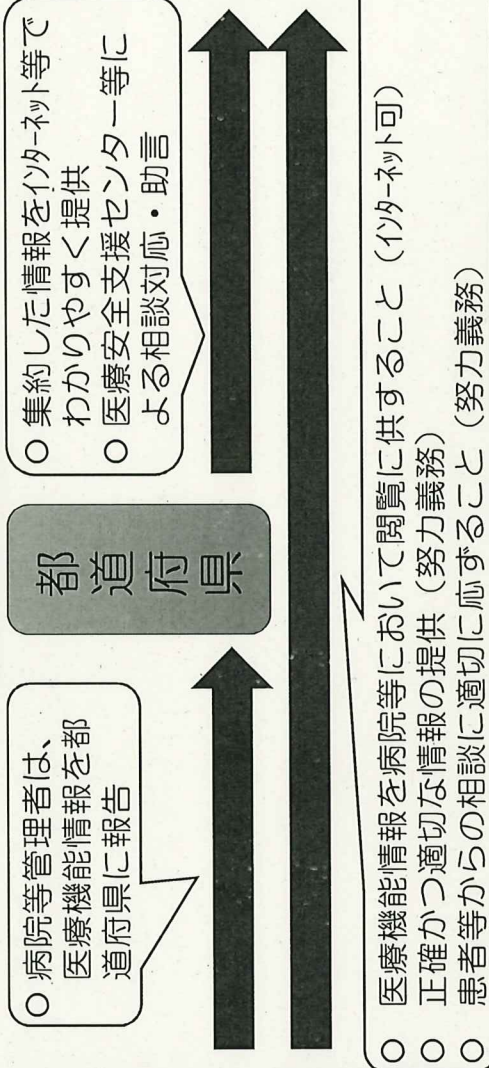 ○ 病院等管理者は、
医療機能情報を都
道府県に報告
都道府県
○ 集約した情報をインターネット等で
わかりやすく提供
○ 医療安全支援センター等に
よる相談対応・助言
○ 医療機能情報を病院等において閲覧に供すること（インターネット可）
○ 正確かつ適切な情報の提供（努力義務）
○ 患者等からの相談に適切に応ずること（努力義務）